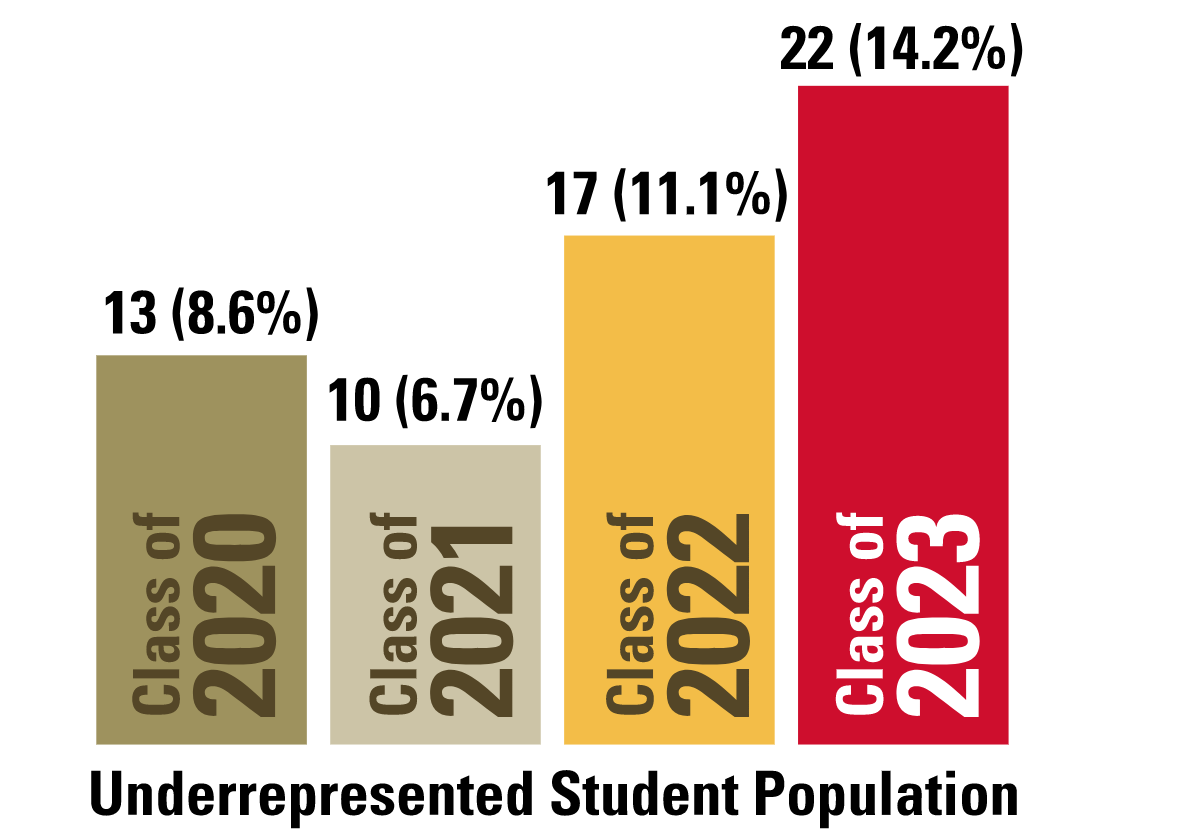 13 (8.6%)
Class of
2020
10 (6.7%)
Class of
2021
17 (11.1%)
Class of
2022
22 (14.2%)
Class of
2023
Underrepresented Student Population